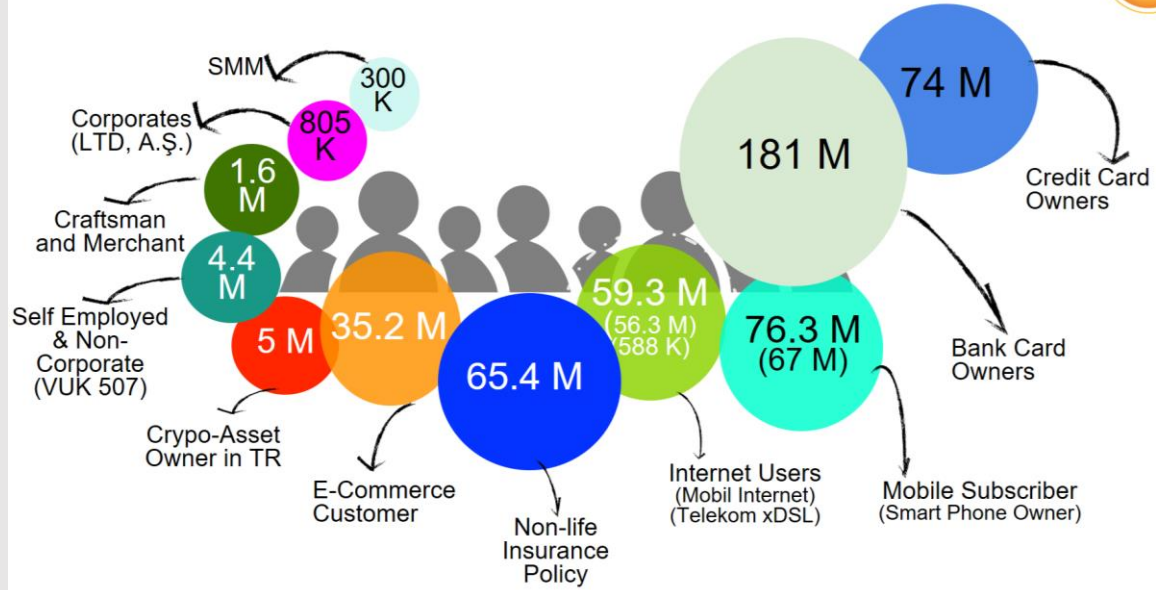 SMM
300
K
Corporates
(LTD, A.Ş.)
805
K
1.6
M
Craftsman
and Merchant
4.4
M
Self Employed
& Non-
Corporate
(VUK 507)
5 M
Crypo-Asset
Owner in TR
35.2 M
E-Commerce
Customer
65.4 M
Non-life
Insurance
Policy
59.3 M
(56.3 M)
(588 K)
Internet Users
(Mobil Internet)
(Telekom xDSL)
76.3 M
(67 M)
Mobile Subscriber
(Smart Phone Owner)
181 M
Bank Card
Owners
74 M
Credit Card
Owners